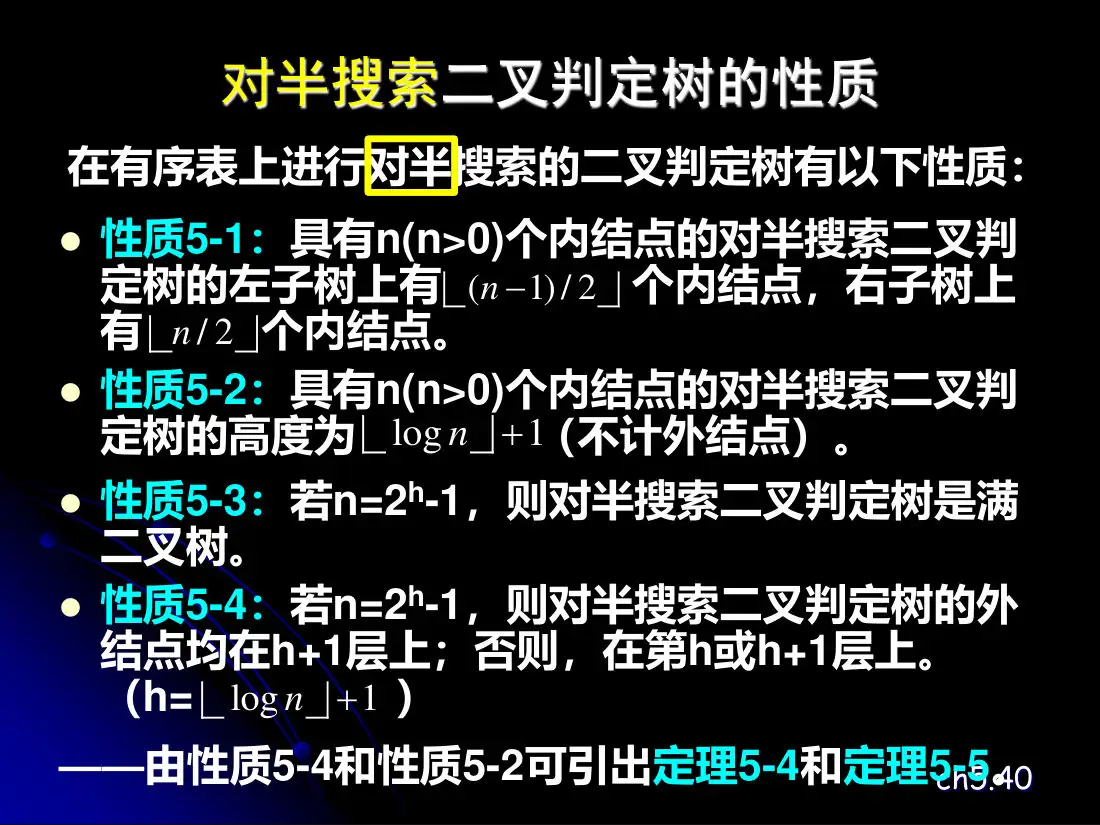 对半搜索二叉判定树的性质
在有序表上进行对半搜索的二叉判定树有以下性质：
● 性质5-1：具有n(n>0)个内结点的对半搜索二叉判
定树的左子树上有⌊(n−1)/2⌋个内结点，右子树上
有⌊n/2⌋个内结点。
● 性质5-2：具有n(n>0)个内结点的对半搜索二叉判
定树的高度为⌊log n⌋+1（不计外结点）。
● 性质5-3：若n=2ʰ-1，则对半搜索二叉判定树是满
二叉树。
● 性质5-4：若n=2ʰ-1，则对半搜索二叉判定树的外
结点均在h+1层上；否则，在第h或h+1层上。
（h=⌊log n⌋+1）
——由性质5-4和性质5-2可引出定理5-4和定理5-5。
ch5.40